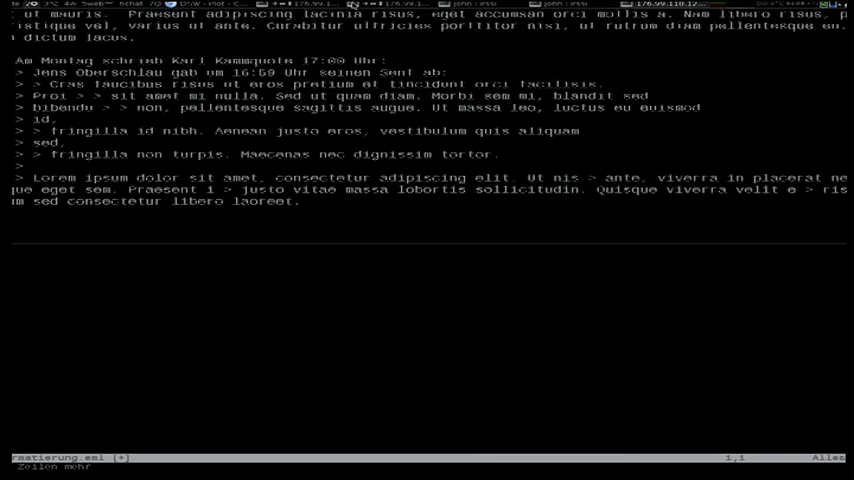 ut mauris. Praesent adipiscing lacinia risus, eget accumsan orci mollis a. Nam libero risus, p
istique vel, varius ut ante. Curabitur ultricies porttitor nisi, ut rutrum diam pellentesque eu.
a dictum lacus.
Am Montag schrieb Karl Kammquote 17:00 Uhr:
> Jens Oberschlau gab um 16:59 Uhr seinen Senf ab:
> > Cras faucibus risus ut eros pretium et tincidunt orci facilisis.
> Proi > > sit amet mi nulla. Sed ut quam diam. Morbi sem mi, blandit sed
> bibendu > > non, pellentesque sagittis augue. Ut massa leo, luctus eu euismod
> id,
> > fringilla id nibh. Aenean justo eros, vestibulum quis aliquam
> sed,
> > fringilla non turpis. Maecenas nec dignissim tortor.
>
> Lorem ipsum dolor sit amet, consectetur adipiscing elit. Ut nis > ante, viverra in placerat ne
que eget sem. Praesent i > justo vitae massa lobortis sollicitudin. Quisque viverra velit e > ris
um sed consectetur libero laoreet.
rmatierung.eml [+] 1,1 Alles
Zeilen mehr